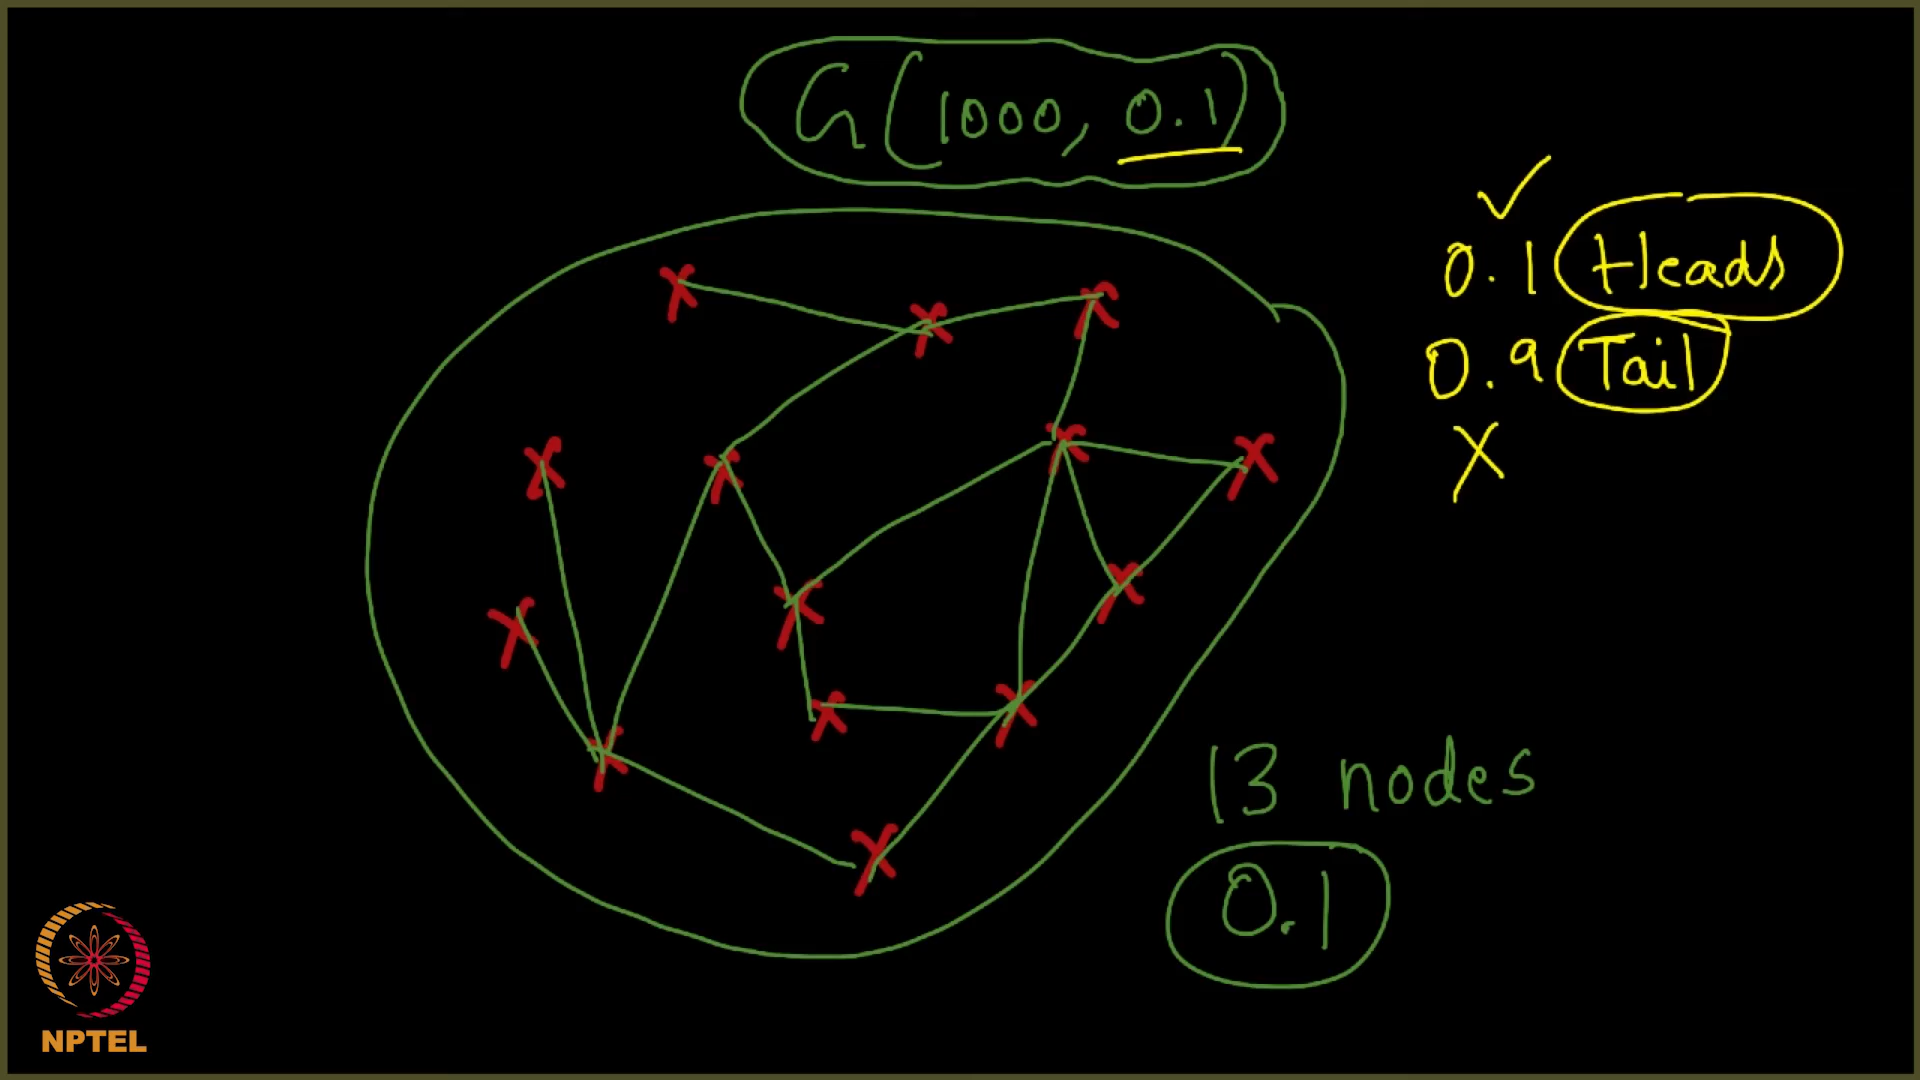 G(1000, 0.1)
✓
0.1 Heads
0.9 Tail
X
13 nodes
0.1
NPTEL